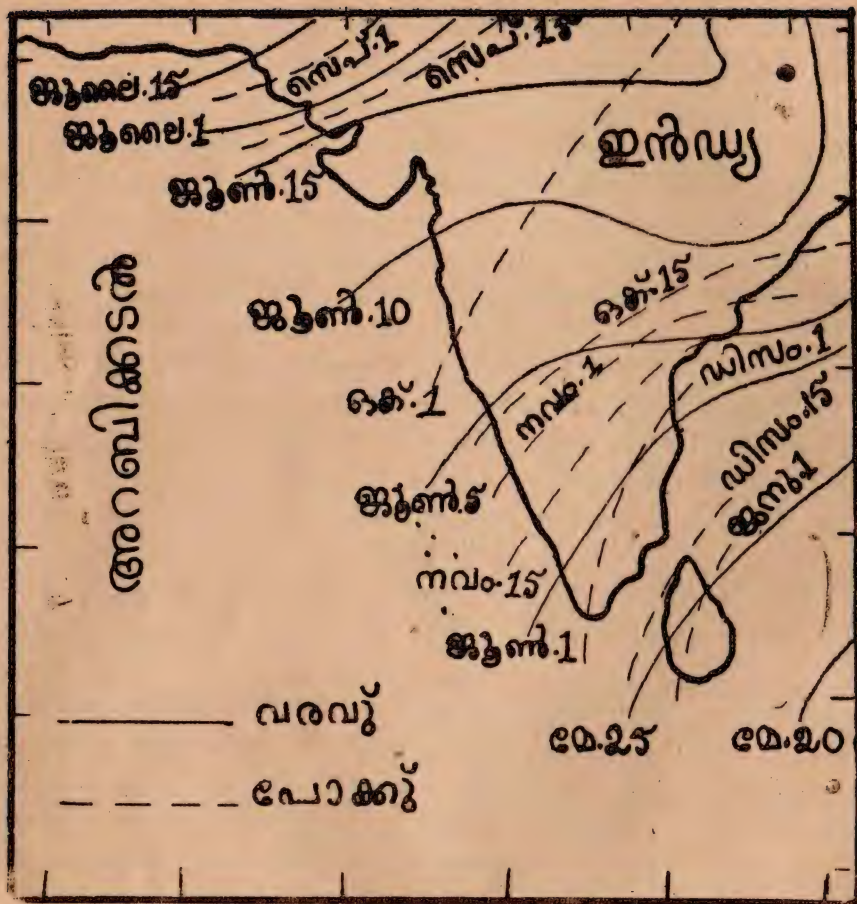 സെപ്.1
സെപ്.15
ജൂലൈ.15
ജൂലൈ.1
ജൂൺ.15
ഇൻഡ്യ
അറബിക്കടൽ
ജൂൺ.10
ഒക്.15
ഒക്.1
നവം.1
ഡിസം.1
ജൂൺ.5
ഡിസം.15
ജനു.1
നവം.15
ജൂൺ.1
വരവു്
മേ.25
മേ.20
പോക്കു്